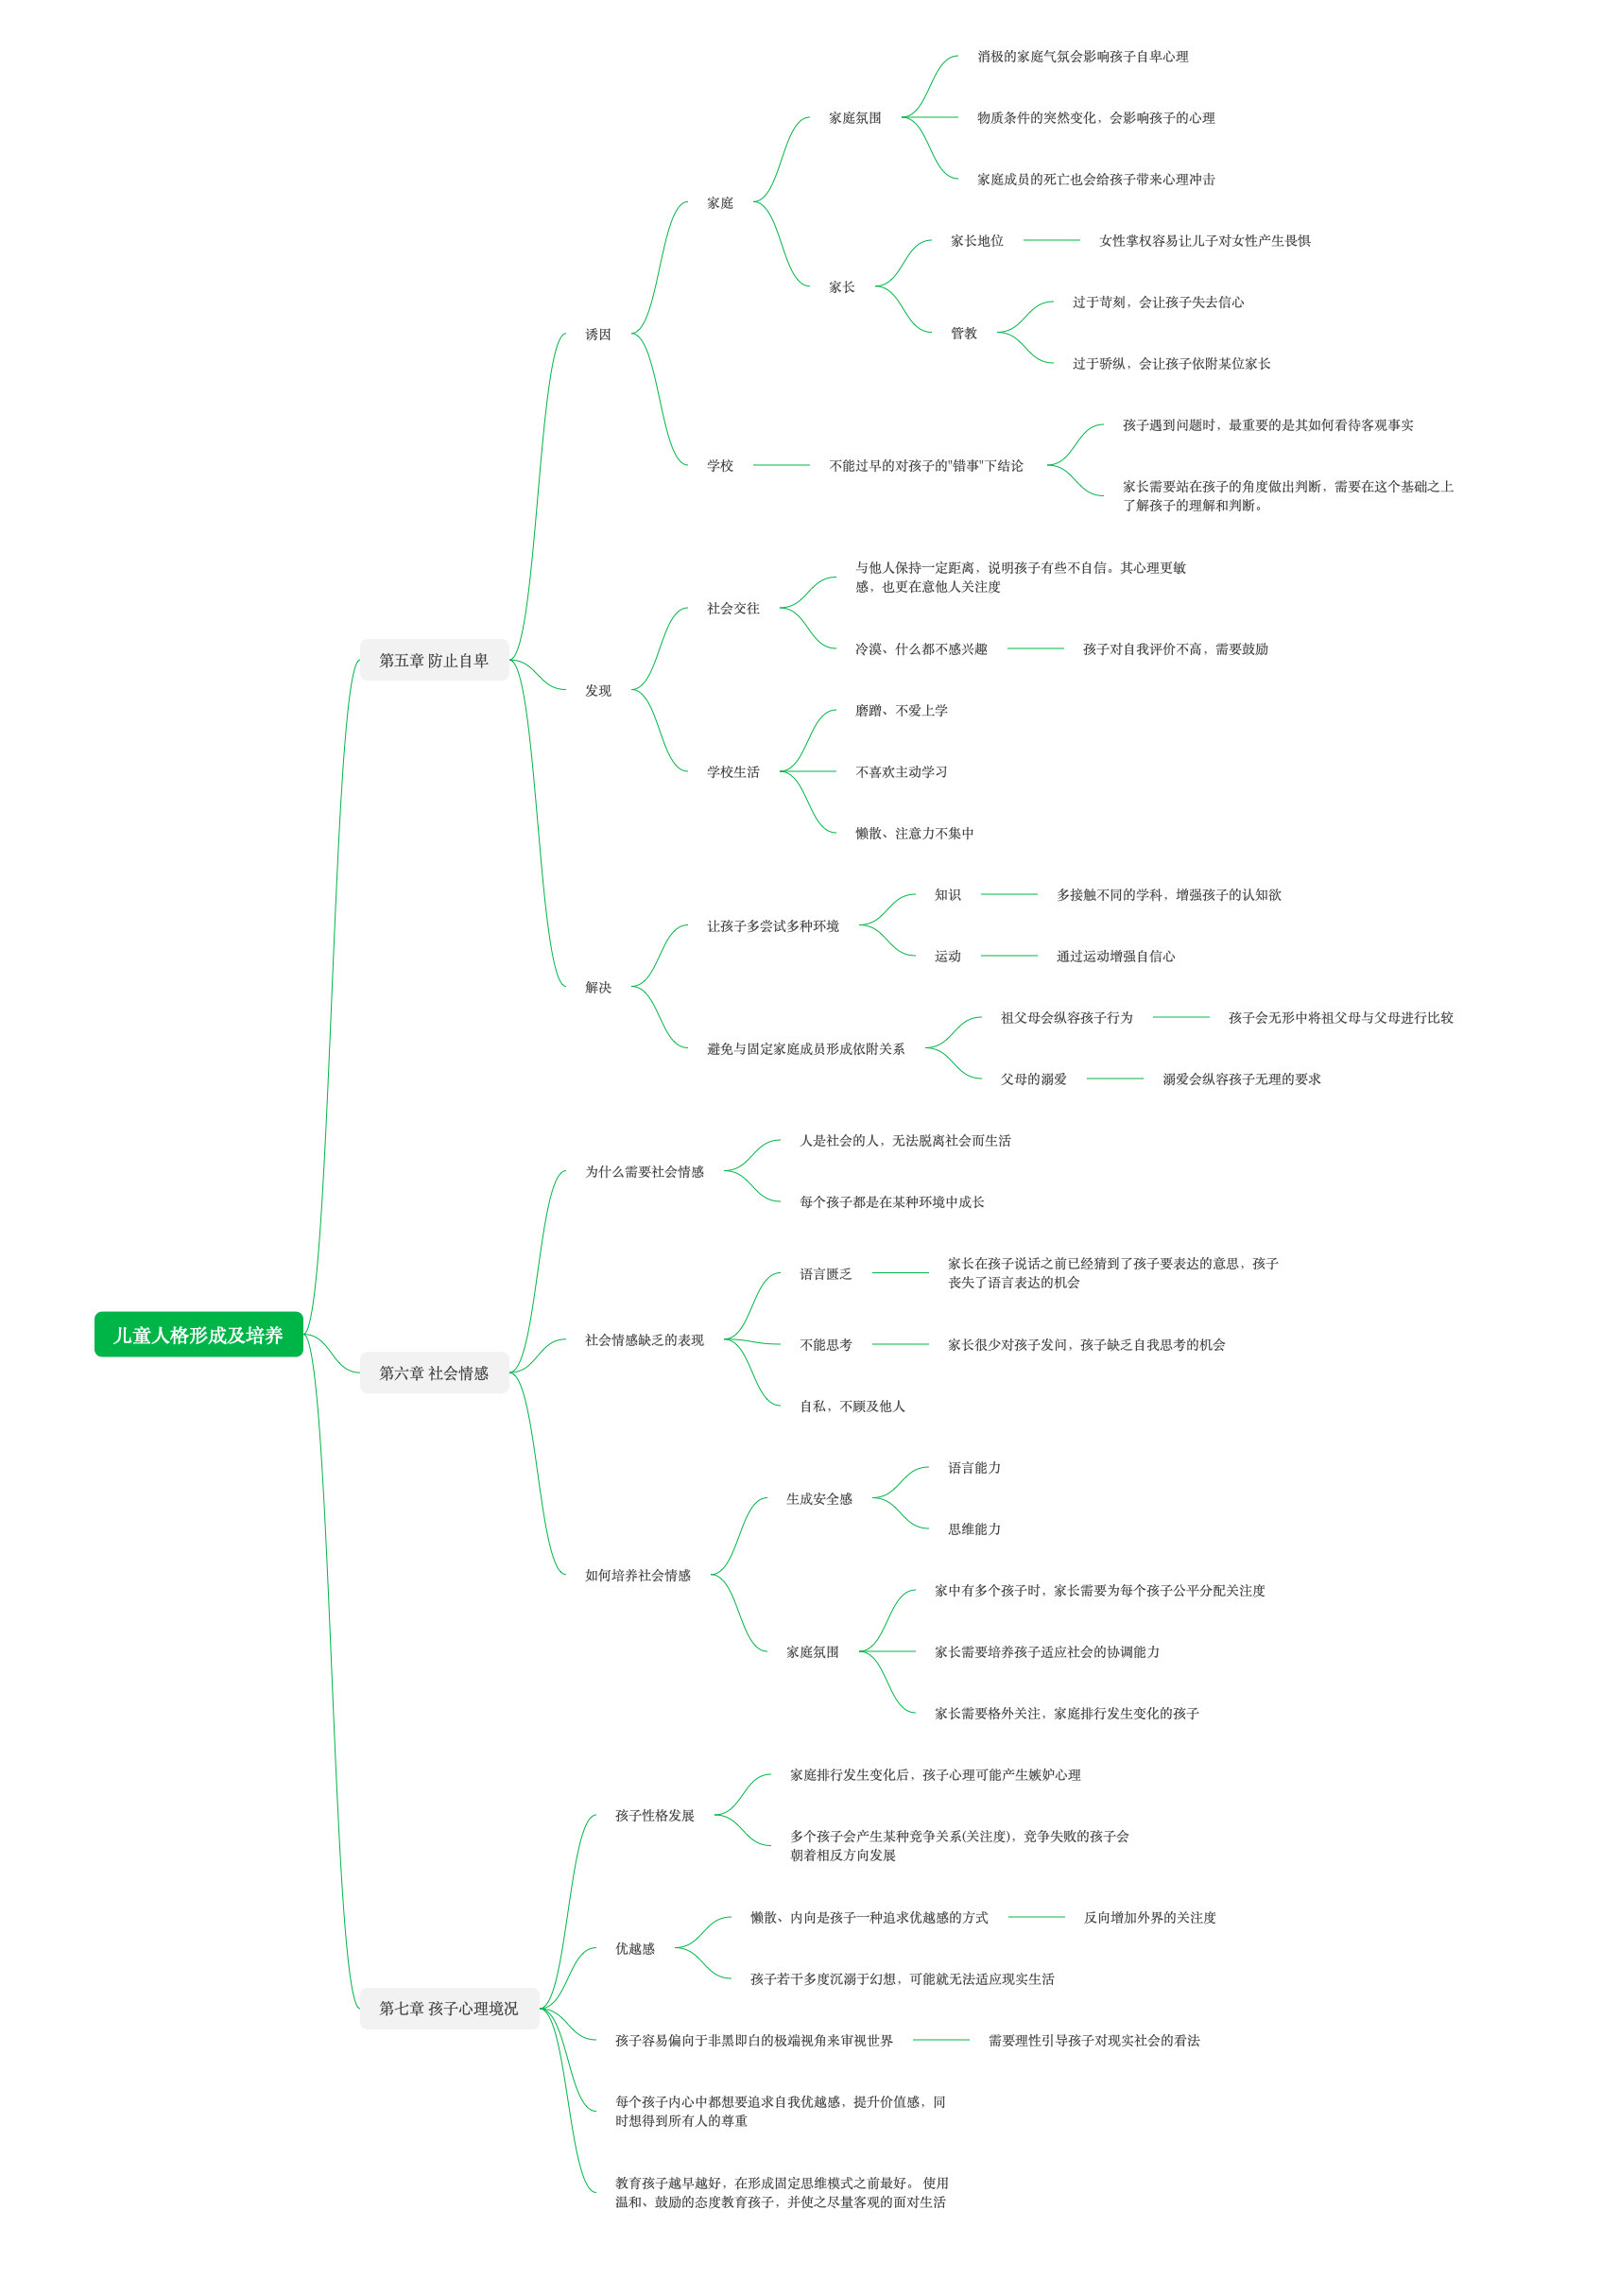 消极的家庭气氛会影响孩子自卑心理
家庭氛围
物质条件的突然变化，会影响孩子的心理
家庭成员的死亡也会给孩子带来心理冲击
家庭
家长地位
女性掌权容易让儿子对女性产生畏惧
家长
过于苛刻，会让孩子失去信心
管教
过于骄纵，会让孩子依附某位家长
诱因
孩子遇到问题时，最重要的是其如何看待客观事实
学校
不能过早的对孩子的"错事"下结论
家长需要站在孩子的角度做出判断，需要在这个基础之上
了解孩子的理解和判断。
与他人保持一定距离，说明孩子有些不自信。其心理更敏
感，也更在意他人关注度
社会交往
冷漠、什么都不感兴趣
孩子对自我评价不高，需要鼓励
第五章 防止自卑
发现
磨蹭、不爱上学
学校生活
不喜欢主动学习
懒散、注意力不集中
知识
多接触不同的学科，增强孩子的认知欲
让孩子多尝试多种环境
运动
通过运动增强自信心
解决
祖父母会纵容孩子行为
孩子会无形中将祖父母与父母进行比较
避免与固定家庭成员形成依附关系
父母的溺爱
溺爱会纵容孩子无理的要求
人是社会的人，无法脱离社会而生活
为什么需要社会情感
每个孩子都是在某种环境中成长
语言匮乏
家长在孩子说话之前已经猜到了孩子要表达的意思，孩子
丧失了语言表达的机会
儿童人格形成及培养
社会情感缺乏的表现
不能思考
家长很少对孩子发问，孩子缺乏自我思考的机会
第六章 社会情感
自私，不顾及他人
语言能力
生成安全感
思维能力
如何培养社会情感
家中有多个孩子时，家长需要为每个孩子公平分配关注度
家庭氛围
家长需要培养孩子适应社会的协调能力
家长需要格外关注，家庭排行发生变化的孩子
家庭排行发生变化后，孩子心理可能产生嫉妒心理
孩子性格发展
多个孩子会产生某种竞争关系(关注度)，竞争失败的孩子会
朝着相反方向发展
懒散、内向是孩子一种追求优越感的方式
反向增加外界的关注度
优越感
孩子若干多度沉溺于幻想，可能就无法适应现实生活
第七章 孩子心理境况
孩子容易偏向于非黑即白的极端视角来审视世界
需要理性引导孩子对现实社会的看法
每个孩子内心中都想要追求自我优越感，提升价值感，同
时想得到所有人的尊重
教育孩子越早越好，在形成固定思维模式之前最好。 使用
温和、鼓励的态度教育孩子，并使之尽量客观的面对生活